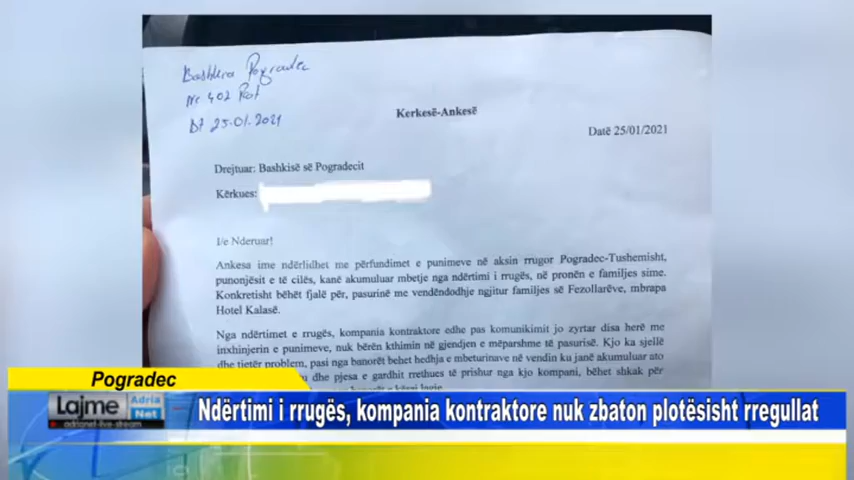 Bashkia Pogradec
Nr 402 Prot
Dt 25.01.2021
Kerkesë-Ankesë
Datë 25/01/2021
Drejtuar: Bashkisë së Pogradecit
Kërkues:
I/e Nderuar!
Ankesa ime ndërlidhet me përfundimet e punimeve në aksin rrugor Pogradec-Tushemisht,
punonjësit e të cilës, kanë akumuluar mbetje nga ndërtimi i rrugës, në pronën e familjes sime.
Konkretisht bëhet fjalë për, pasurinë me vendëndodhje ngjitur familjes së Fezollarëve, mbrapa
Hotel Kalasë.
Nga ndërtimet e rrugës, kompania kontraktore edhe pas komunikimit jo zyrtar disa herë me
inxhinjerin e punimeve, nuk bërën kthimin në gjendjen e mëparshme të pasurisë. Kjo ka sjellë
dhe tjetër problem, pasi nga banorët behet hedhja e mbeturinave në vendin ku janë akumuluar ato
dhe pjesa e gardhit rrethues të prishur nga kjo kompani, bëhet shkak për
Pogradec
Lajme
Adria
Net
adrianet-live-stream
Ndërtimi i rrugës, kompania kontraktore nuk zbaton plotësisht rregullat